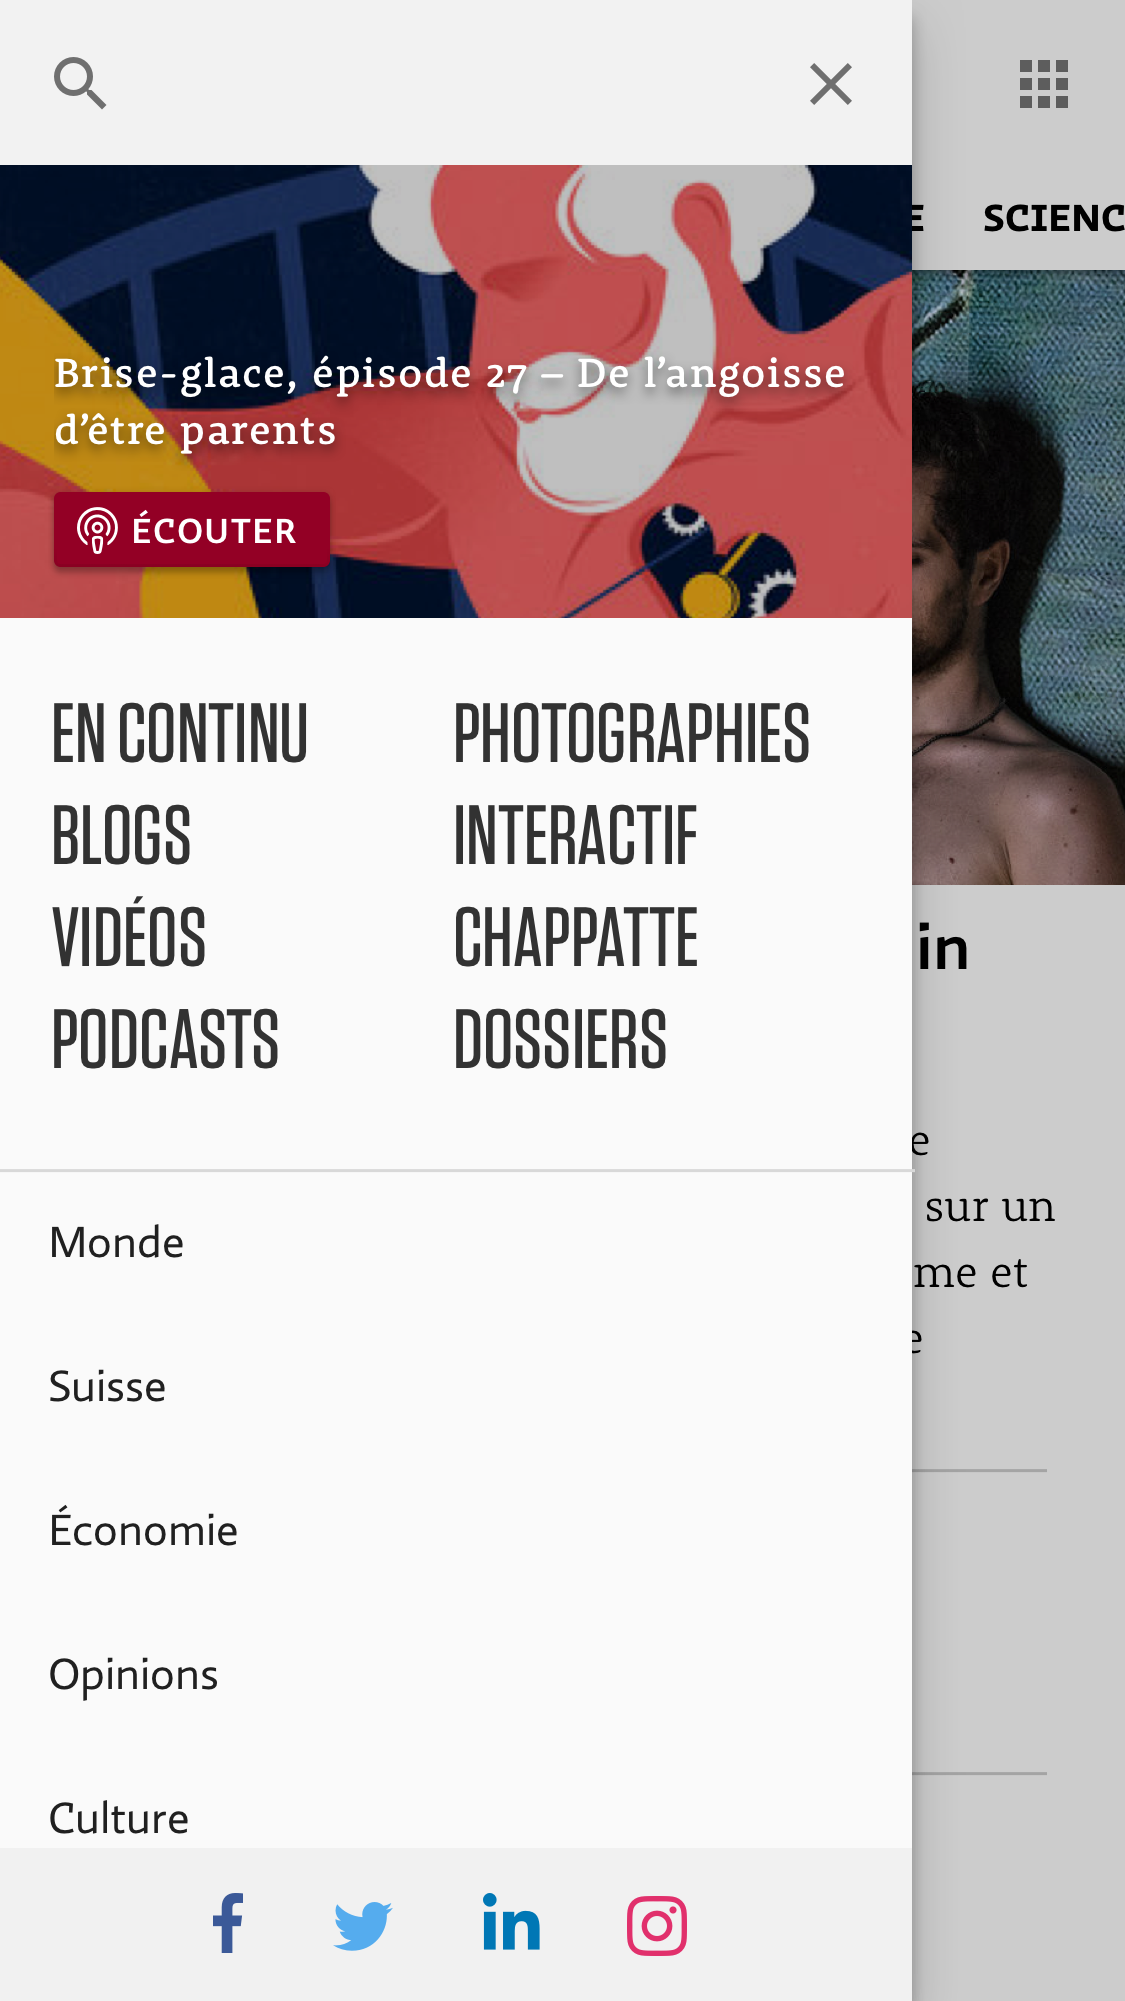 SCIENC
Brise-glace, épisode 27 – De l’angoisse
d’être parents
ÉCOUTER
EN CONTINU
PHOTOGRAPHIES
BLOGS
INTERACTIF
VIDÉOS
CHAPPATTE
PODCASTS
DOSSIERS
in
e
sur un
me et
e
Monde
Suisse
Économie
Opinions
Culture